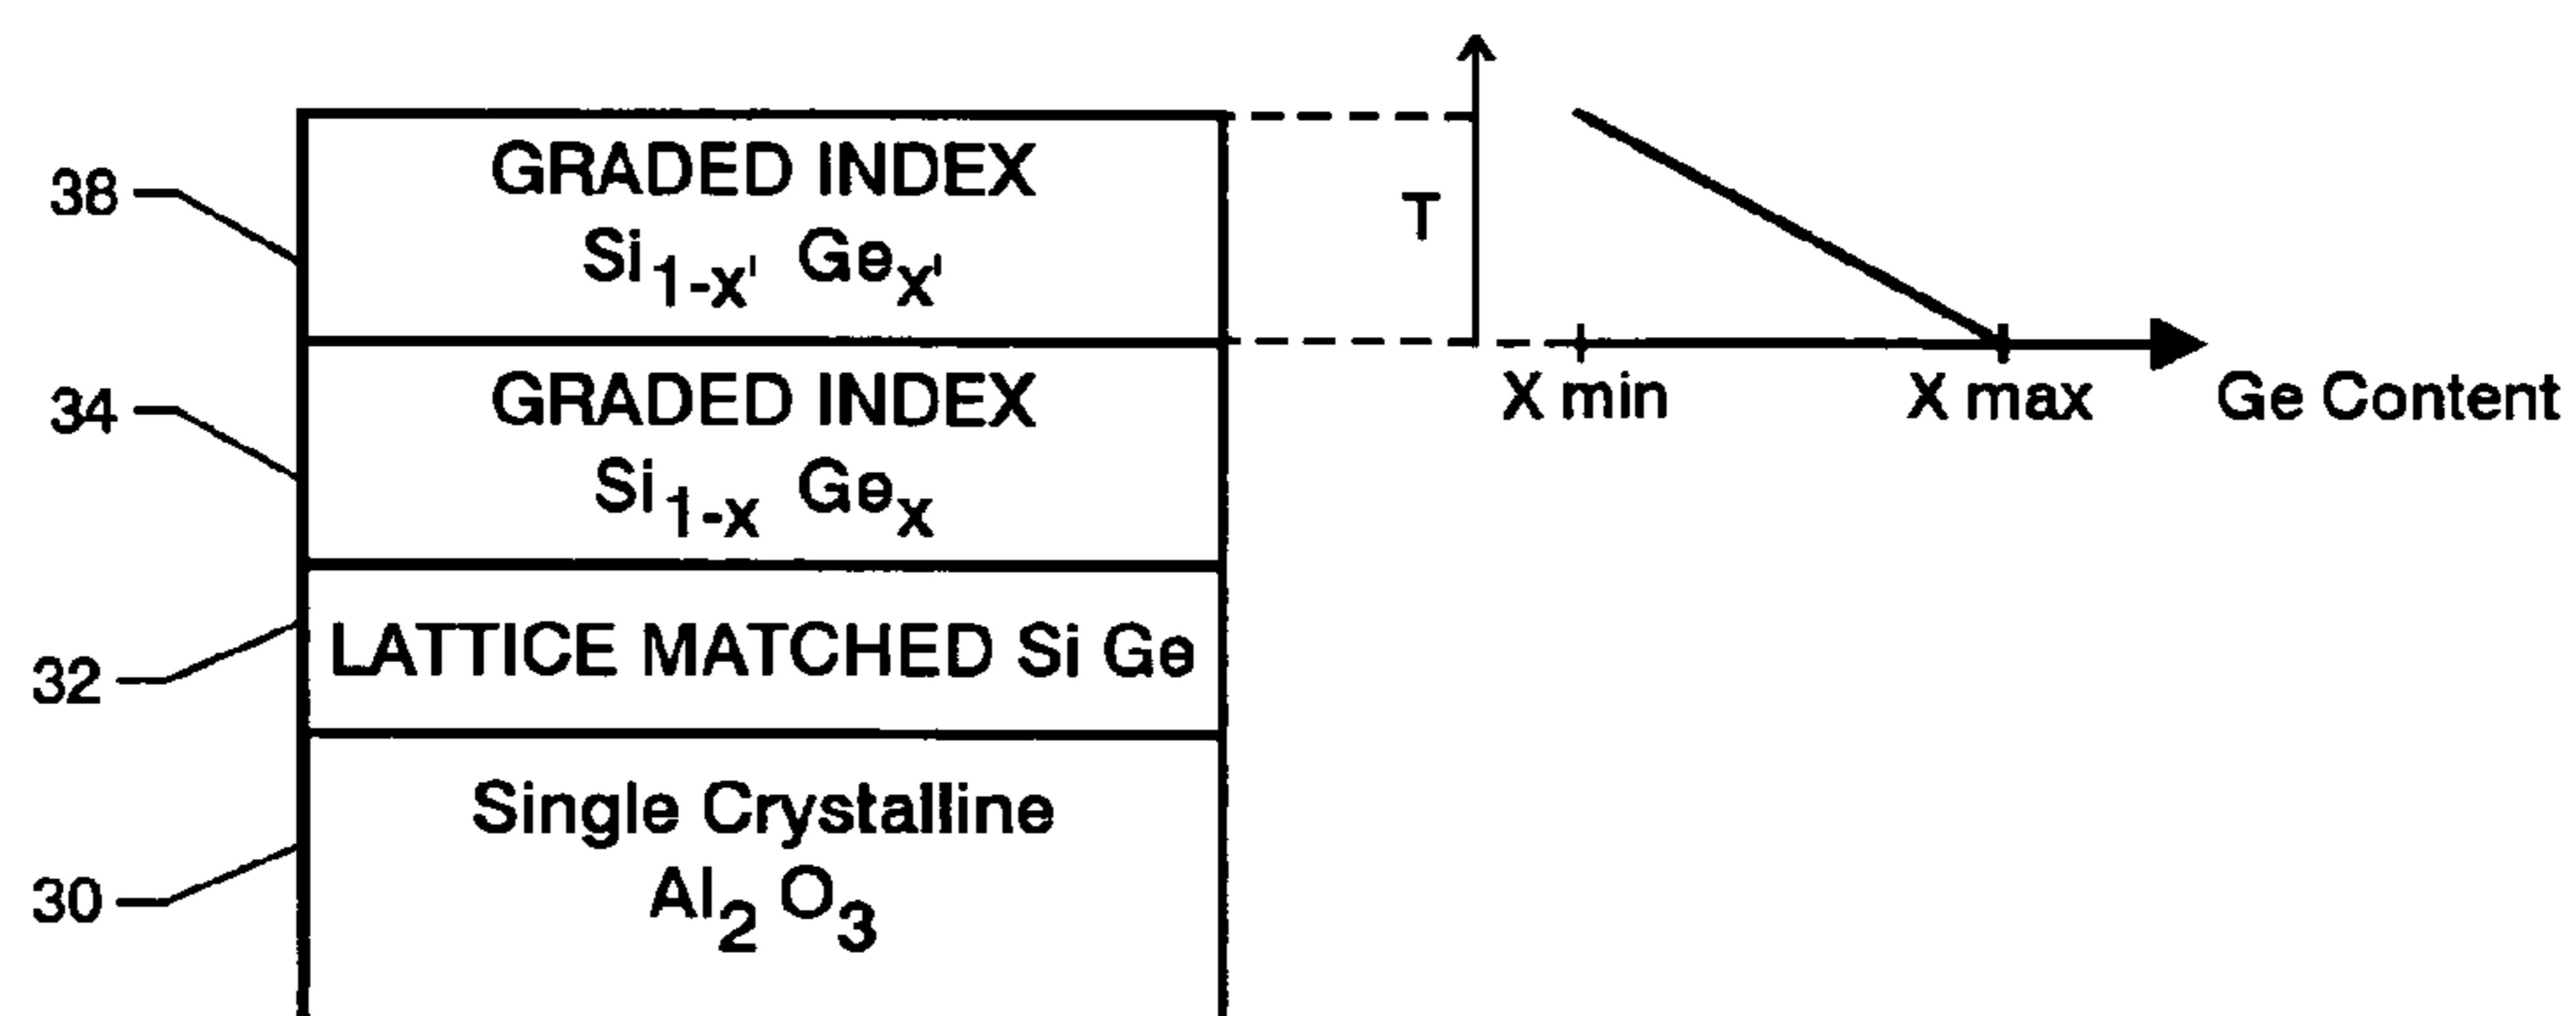 GRADED INDEX
38
Si1-x' Gex'
T
GRADED INDEX
X min X max Ge Content
34
Si1-x Gex
LATTICE MATCHED Si Ge
32
Single Crystalline
Al2 O3
30